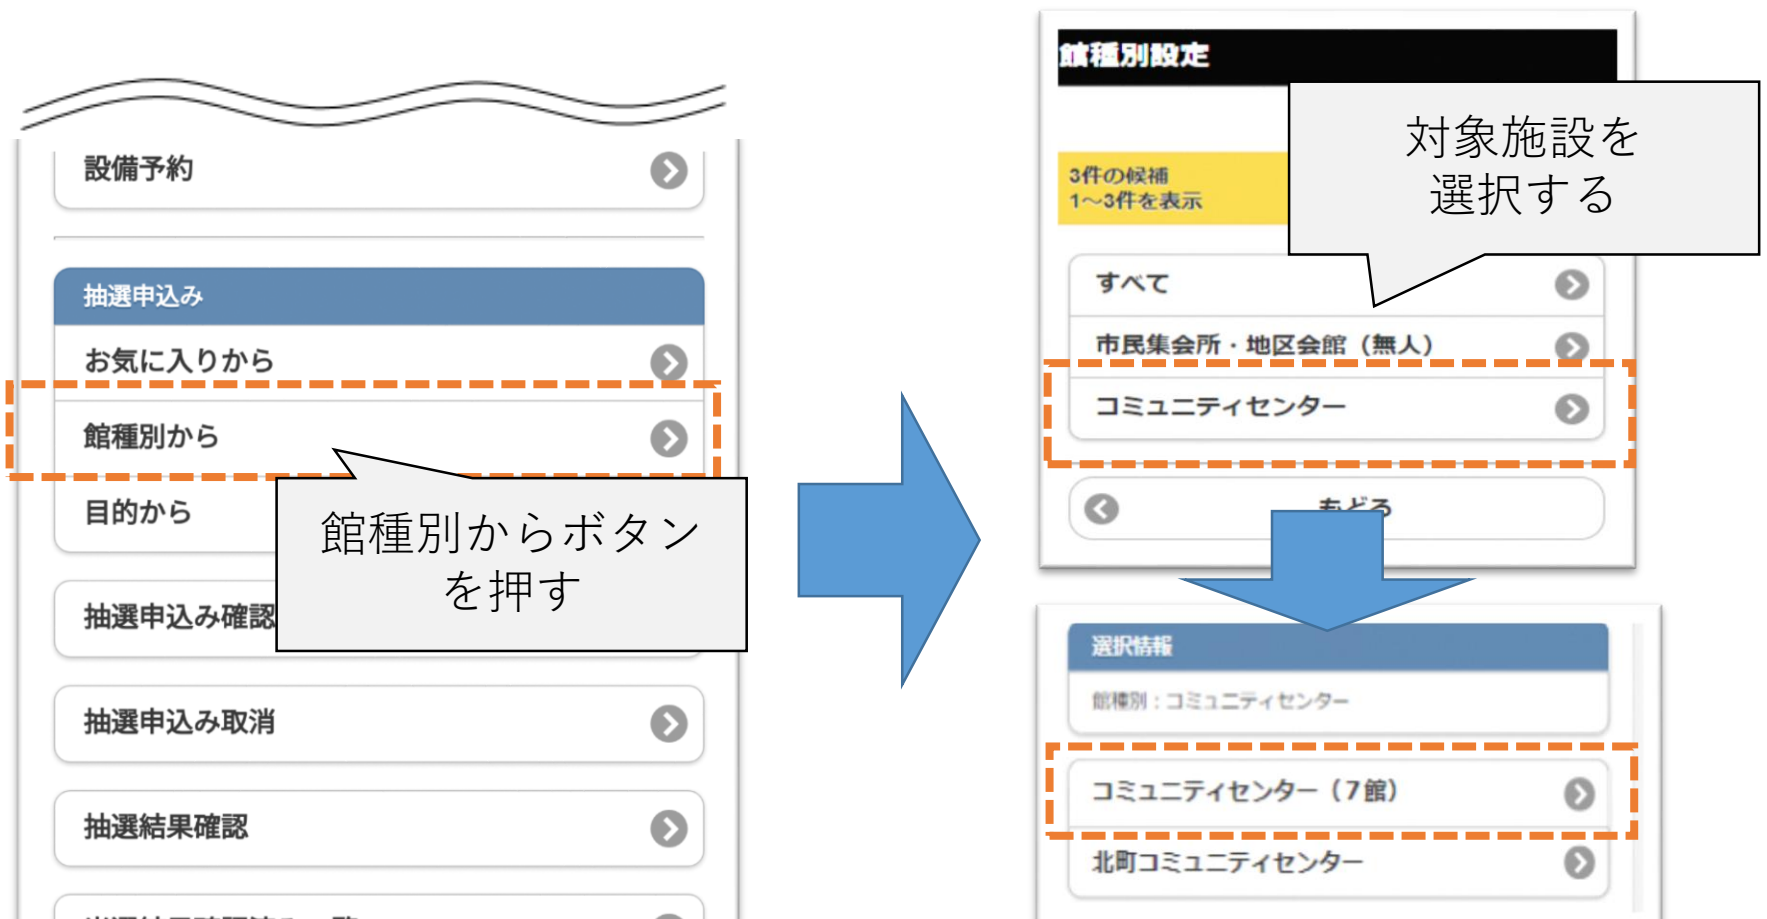 設備予約
抽選申込み
お気に入りから
館種別から
目的から
館種別からボタン
を押す
抽選申込み確認
抽選申込み取消
抽選結果確認
館種別設定
対象施設を
選択する
3件の候補
1〜3件を表示
すべて
市民集会所・地区会館（無人）
コミュニティセンター
もどる
選択情報
館種別：コミュニティセンター
コミュニティセンター（７館）
北町コミュニティセンター